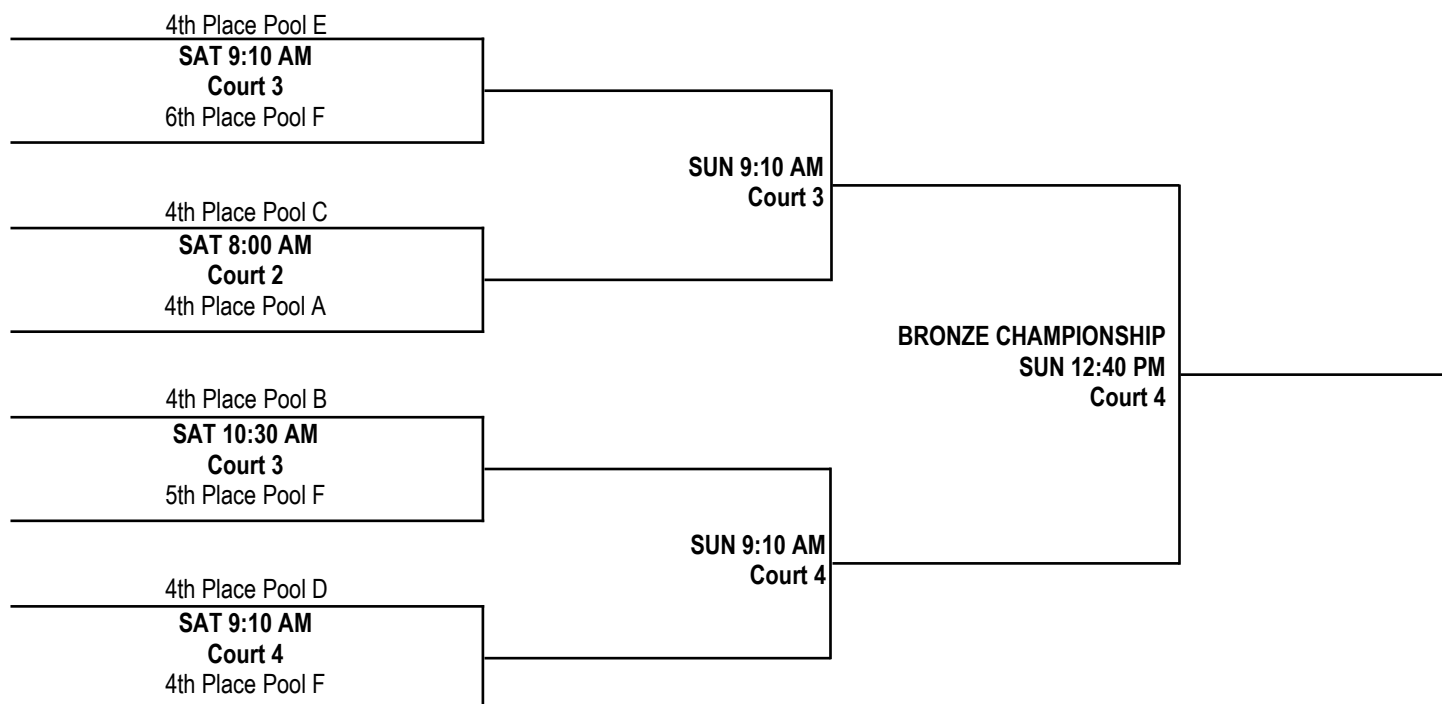 4th Place Pool E
SAT 9:10 AM
Court 3
6th Place Pool F
SUN 9:10 AM
Court 3
4th Place Pool C
SAT 8:00 AM
Court 2
4th Place Pool A
BRONZE CHAMPIONSHIP
SUN 12:40 PM
Court 4
4th Place Pool B
SAT 10:30 AM
Court 3
5th Place Pool F
SUN 9:10 AM
Court 4
4th Place Pool D
SAT 9:10 AM
Court 4
4th Place Pool F